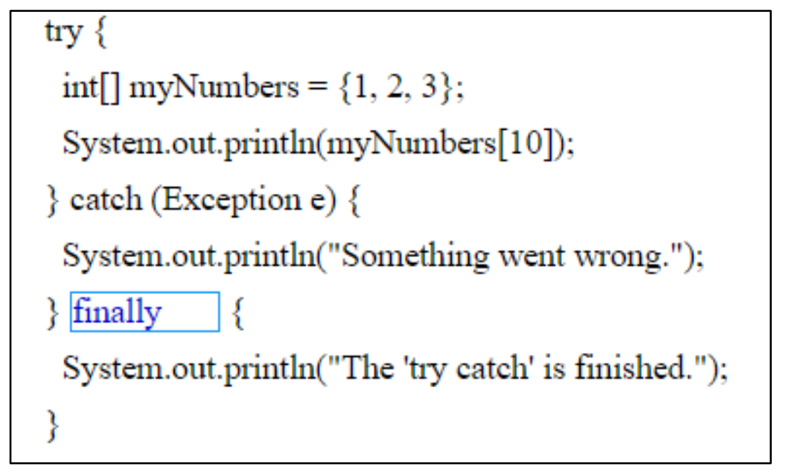 try {
int[] myNumbers = {1, 2, 3};
System.out.println(myNumbers[10]);
} catch (Exception e) {
System.out.println("Something went wrong.");
} finally {
System.out.println("The 'try catch' is finished.");
}